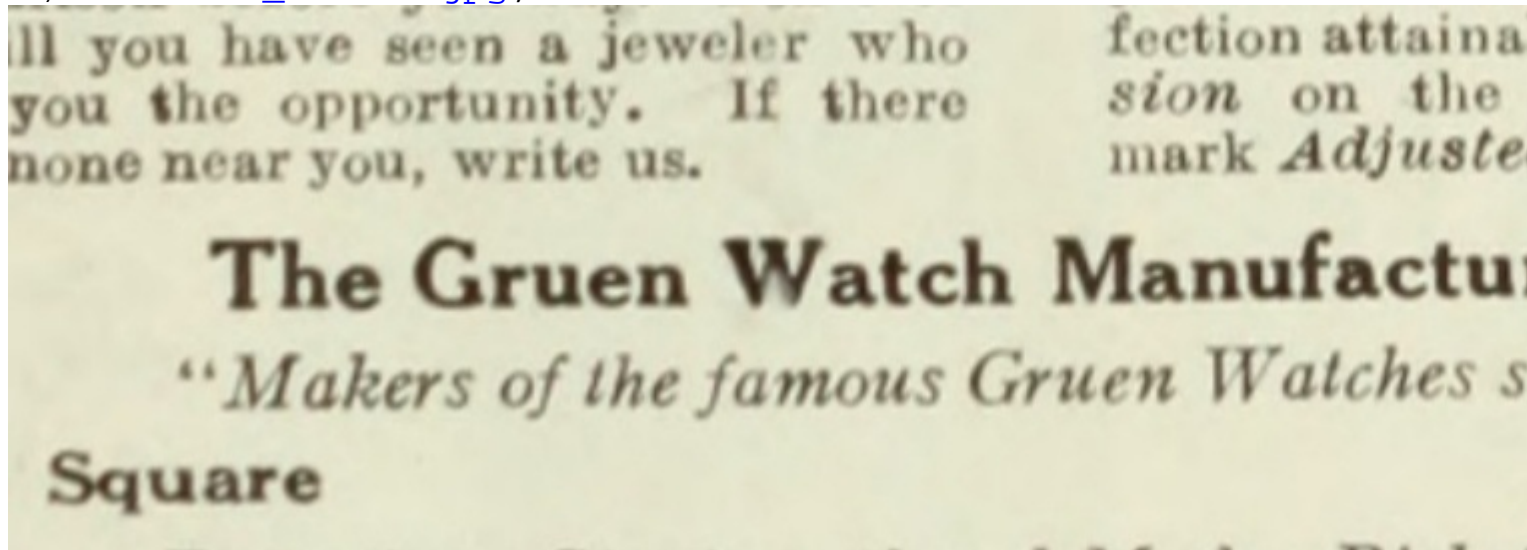 ll you have seen a jeweler who
you the opportunity. If there
none near you, write us.
fection attaina
sion on the
mark Adjuste
The Gruen Watch Manufactu
"Makers of the famous Gruen Watches s
Square